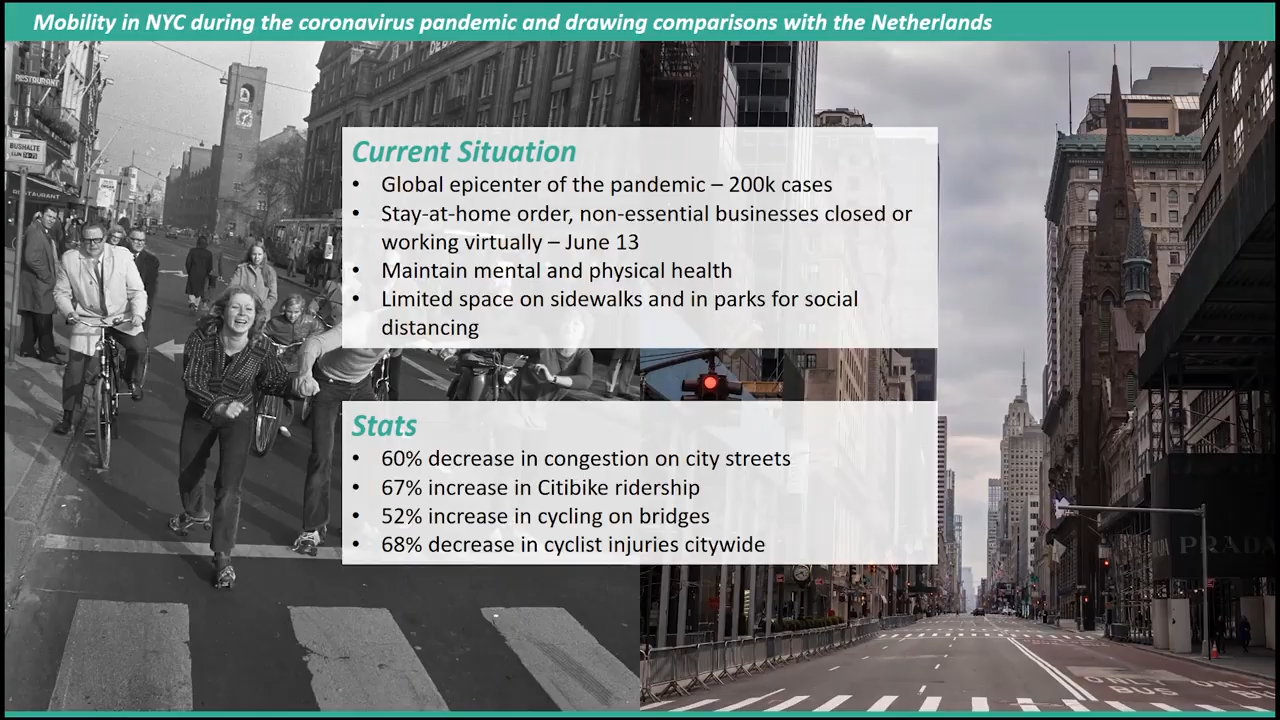 Mobility in NYC during the coronavirus pandemic and drawing comparisons with the Netherlands
Current Situation
• Global epicenter of the pandemic – 200k cases
• Stay-at-home order, non-essential businesses closed or
working virtually – June 13
• Maintain mental and physical health
• Limited space on sidewalks and in parks for social
distancing
Stats
• 60% decrease in congestion on city streets
• 67% increase in Citibike ridership
• 52% increase in cycling on bridges
• 68% decrease in cyclist injuries citywide
RESTAURANT
BUSHALTE
RESTAURANT
PRADA
ONLY
BUS